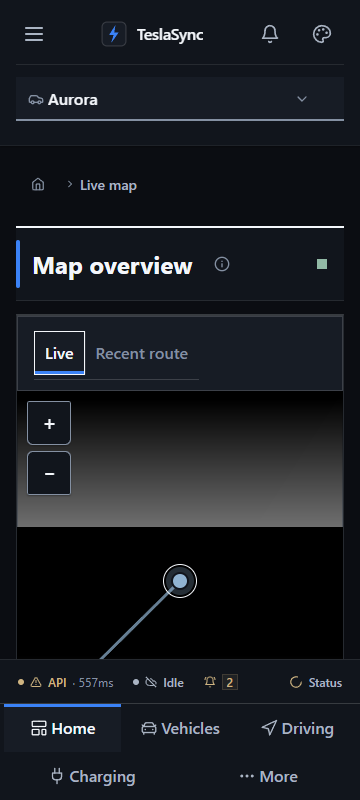 TeslaSync
Aurora
Live map
Map overview
Live Recent route
+
−
API · 557ms Idle 2 Status
Home Vehicles Driving
Charging More